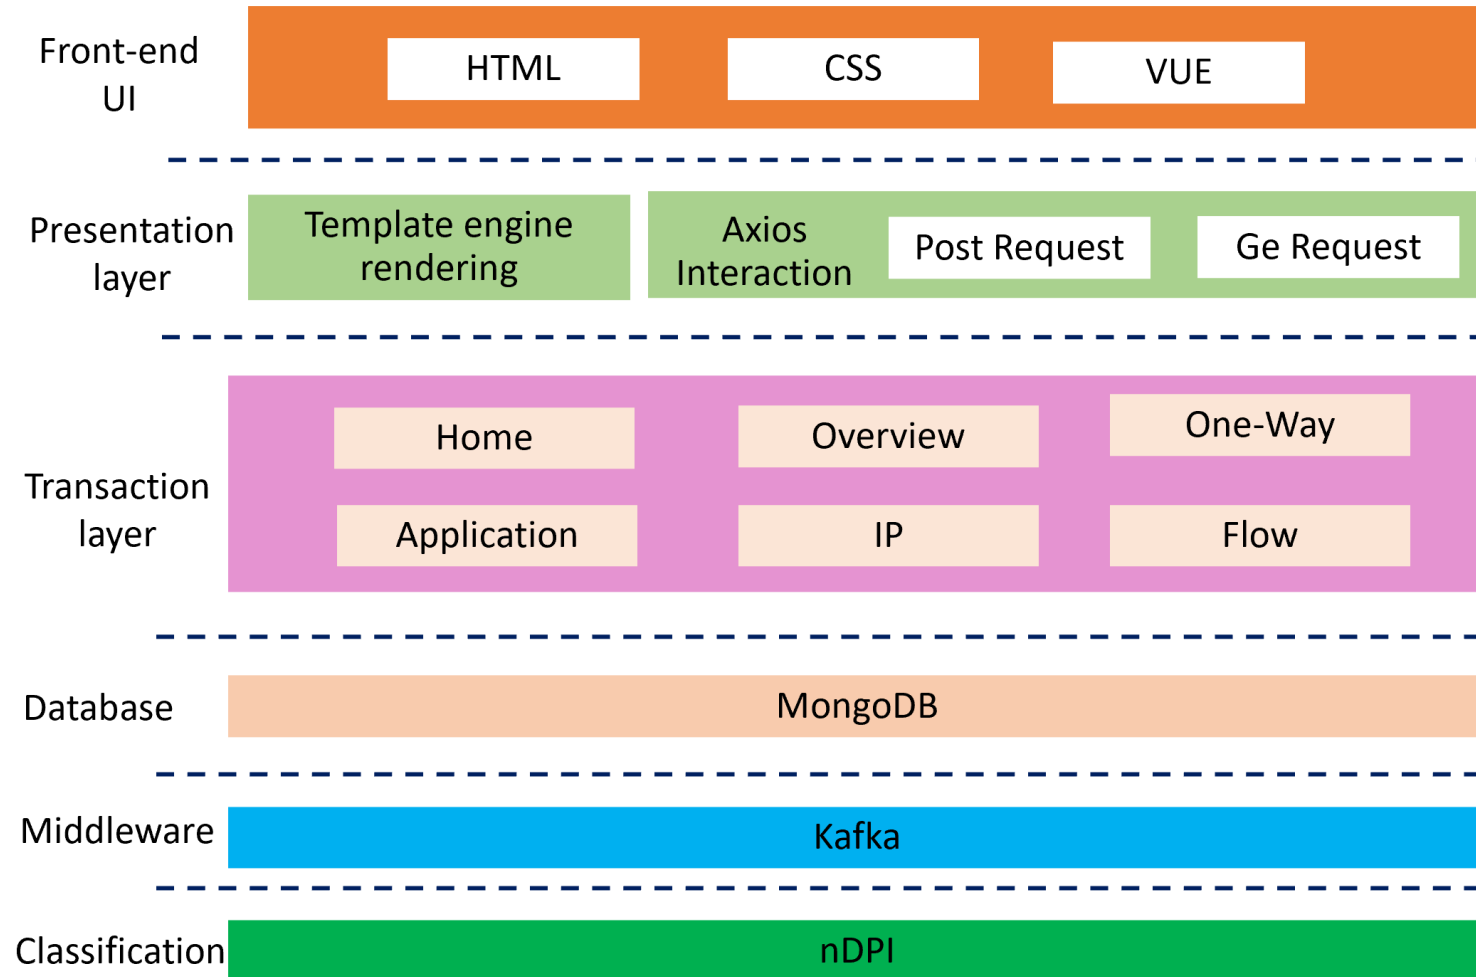 Front-end
UI
HTML
CSS
VUE
Presentation
layer
Template engine
rendering
Axios
Interaction
Post Request
Ge Request
Transaction
layer
Home
Overview
One-Way
Application
IP
Flow
Database
MongoDB
Middleware
Kafka
Classification
nDPI